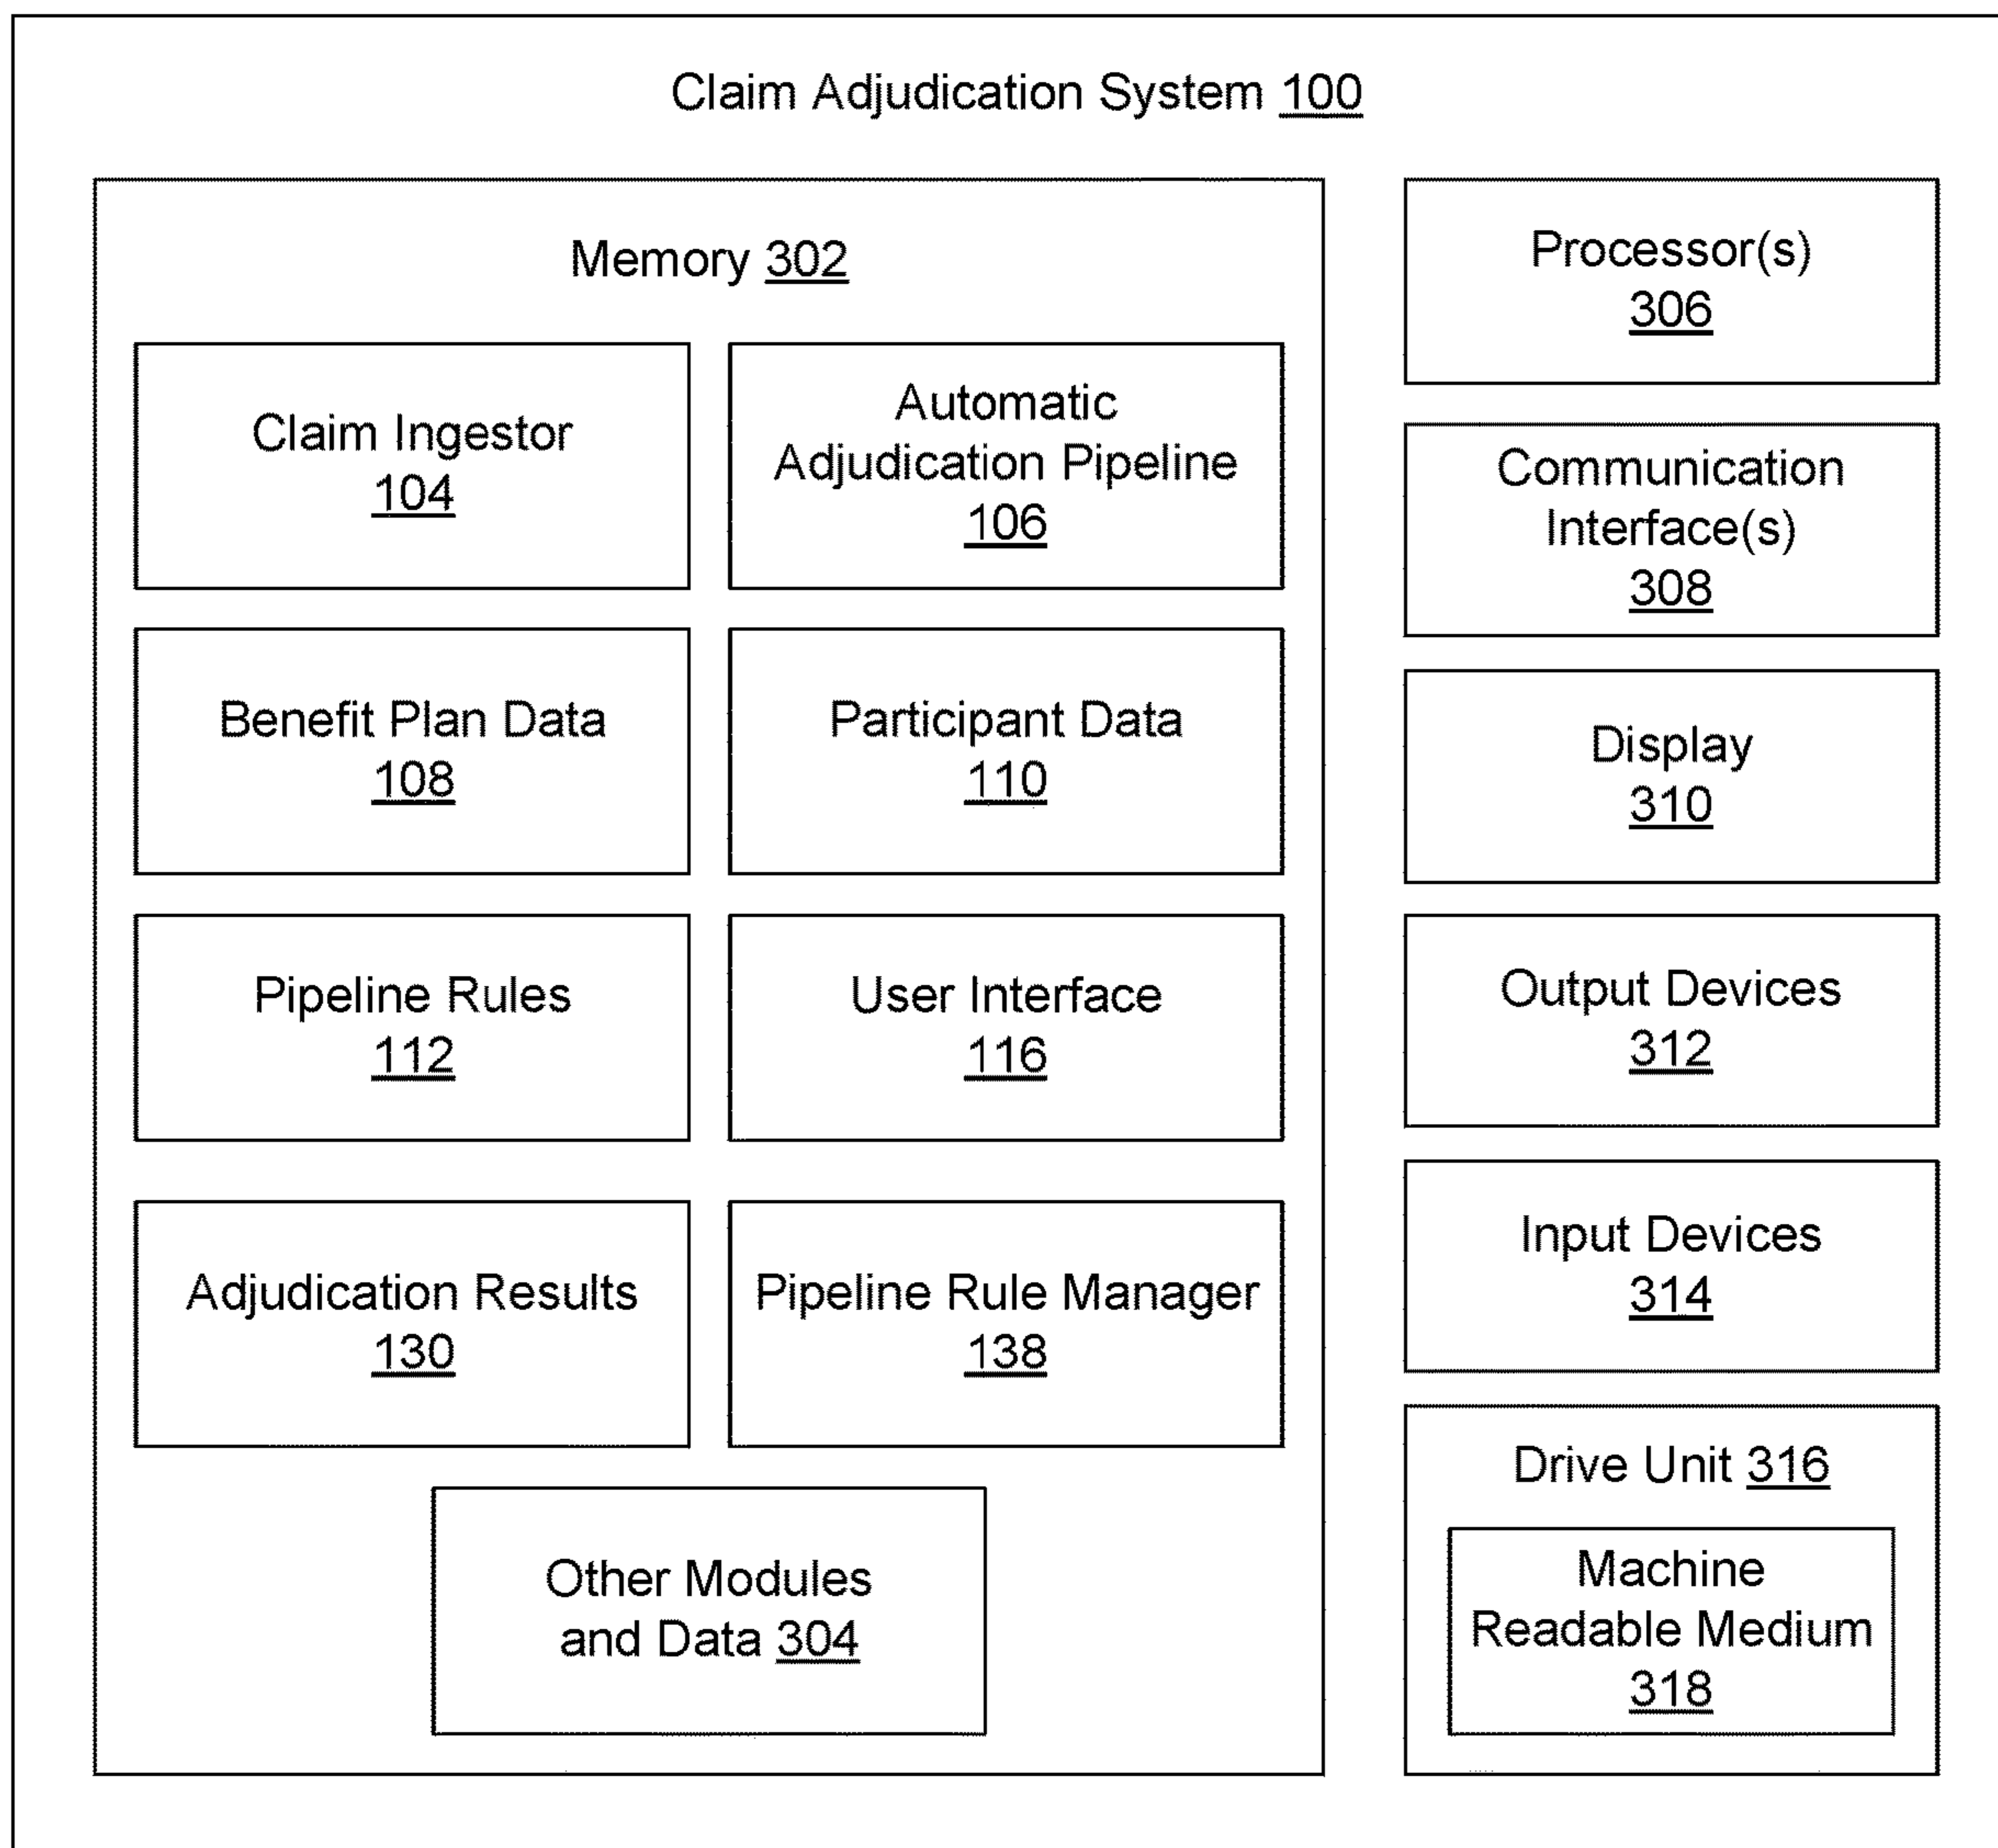 Claim Adjudication System 100
Memory 302
Claim Ingestor
104
Automatic
Adjudication Pipeline
106
Benefit Plan Data
108
Participant Data
110
Pipeline Rules
112
User Interface
116
Adjudication Results
130
Pipeline Rule Manager
138
Other Modules
and Data 304
Processor(s)
306
Communication
Interface(s)
308
Display
310
Output Devices
312
Input Devices
314
Drive Unit 316
Machine
Readable Medium
318